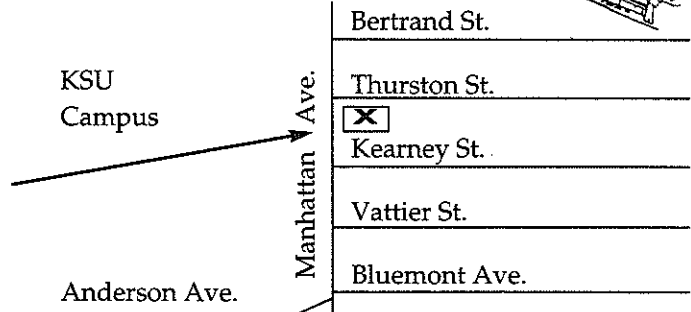 Bertrand St.
KSU
Campus
Manhattan Ave.
Thurston St.
X
Kearney St.
Vattier St.
Anderson Ave.
Bluemont Ave.